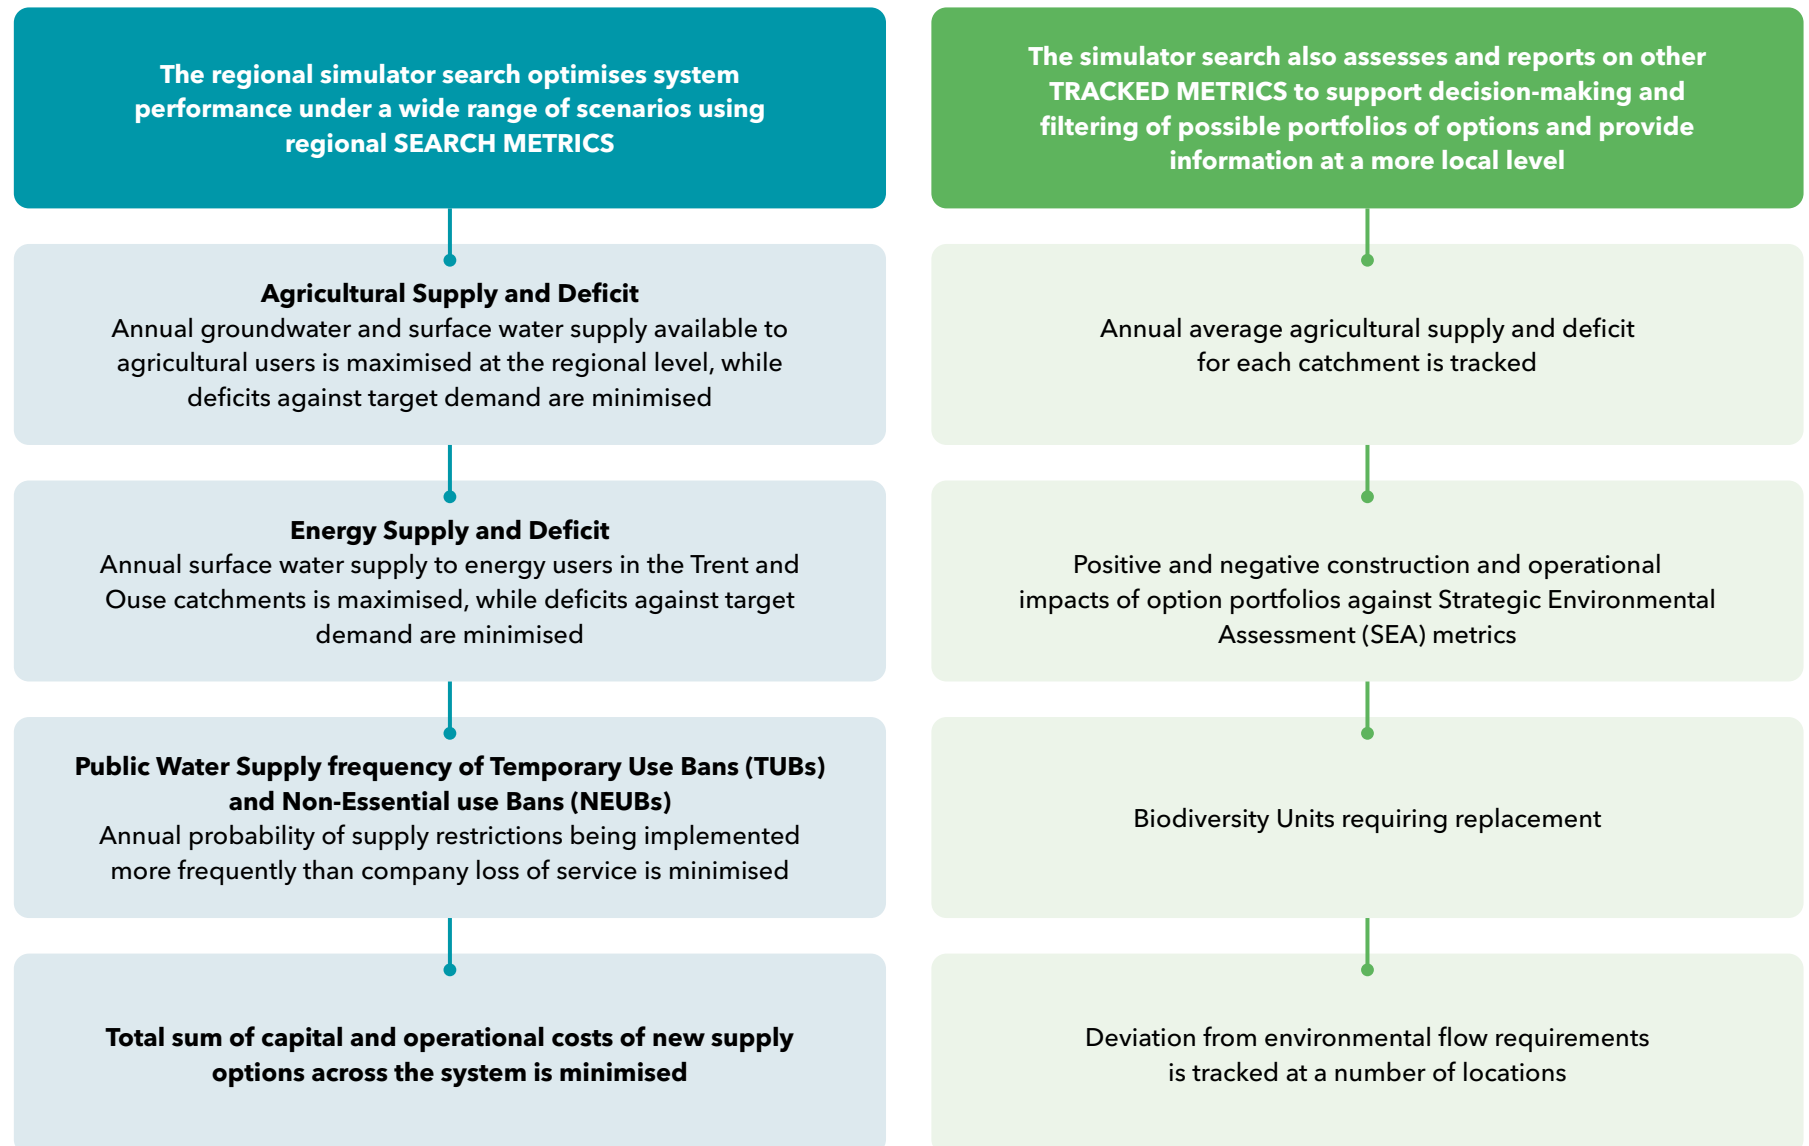 The regional simulator search optimises system
performance under a wide range of scenarios using
regional SEARCH METRICS
Agricultural Supply and Deficit
Annual groundwater and surface water supply available to
agricultural users is maximised at the regional level, while
deficits against target demand are minimised
Energy Supply and Deficit
Annual surface water supply to energy users in the Trent and
Ouse catchments is maximised, while deficits against target
demand are minimised
Public Water Supply frequency of Temporary Use Bans (TUBs)
and Non-Essential use Bans (NEUBs)
Annual probability of supply restrictions being implemented
more frequently than company loss of service is minimised
Total sum of capital and operational costs of new supply
options across the system is minimised
The simulator search also assesses and reports on other
TRACKED METRICS to support decision-making and
filtering of possible portfolios of options and provide
information at a more local level
Annual average agricultural supply and deficit
for each catchment is tracked
Positive and negative construction and operational
impacts of option portfolios against Strategic Environmental
Assessment (SEA) metrics
Biodiversity Units requiring replacement
Deviation from environmental flow requirements
is tracked at a number of locations